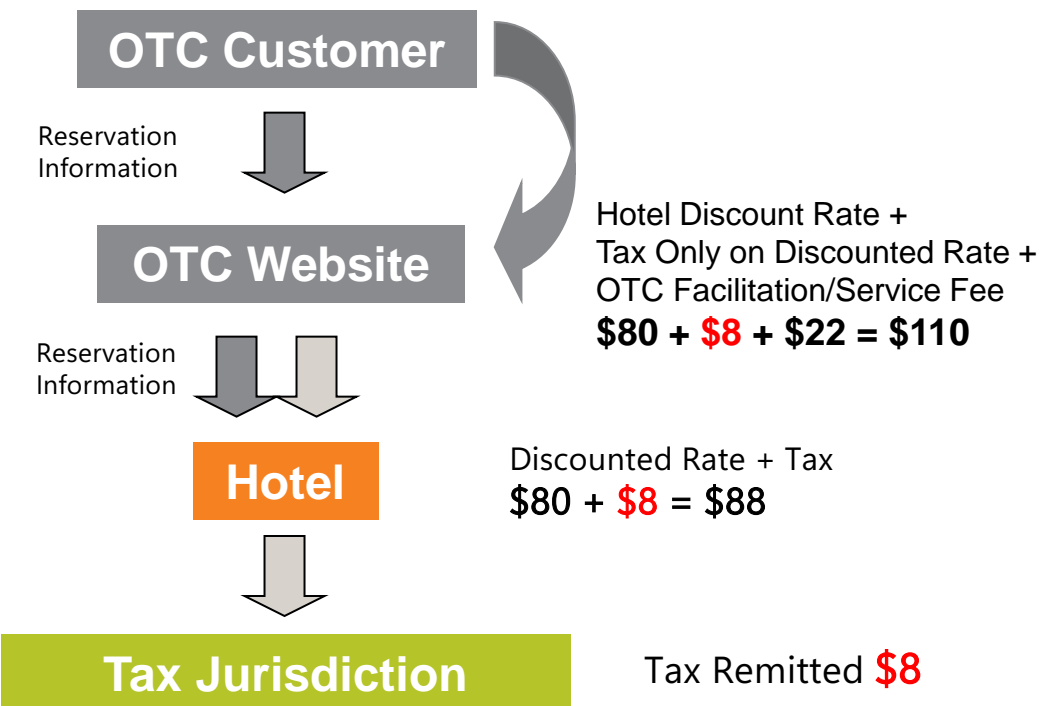 OTC Customer
Reservation
Information
OTC Website
Hotel Discount Rate +
Tax Only on Discounted Rate +
OTC Facilitation/Service Fee
$80 + $8 + $22 = $110
Reservation
Information
Hotel
Discounted Rate + Tax
$80 + $8 = $88
Tax Jurisdiction
Tax Remitted $8